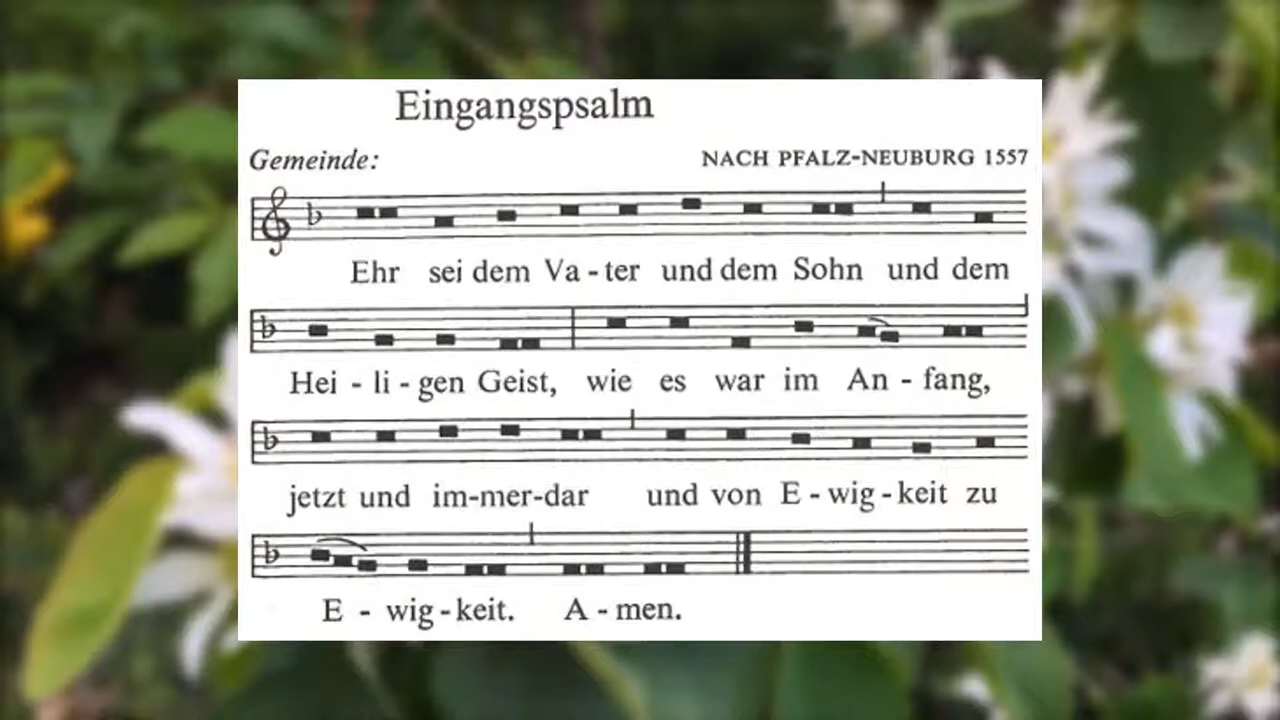 Eingangspsalm
Gemeinde: NACH PFALZ-NEUBURG 1557
Ehr sei dem Va - ter und dem Sohn und dem
Hei - li - gen Geist, wie es war im An - fang,
jetzt und im-mer-dar und von E - wig - keit zu
E - wig - keit. A - men.